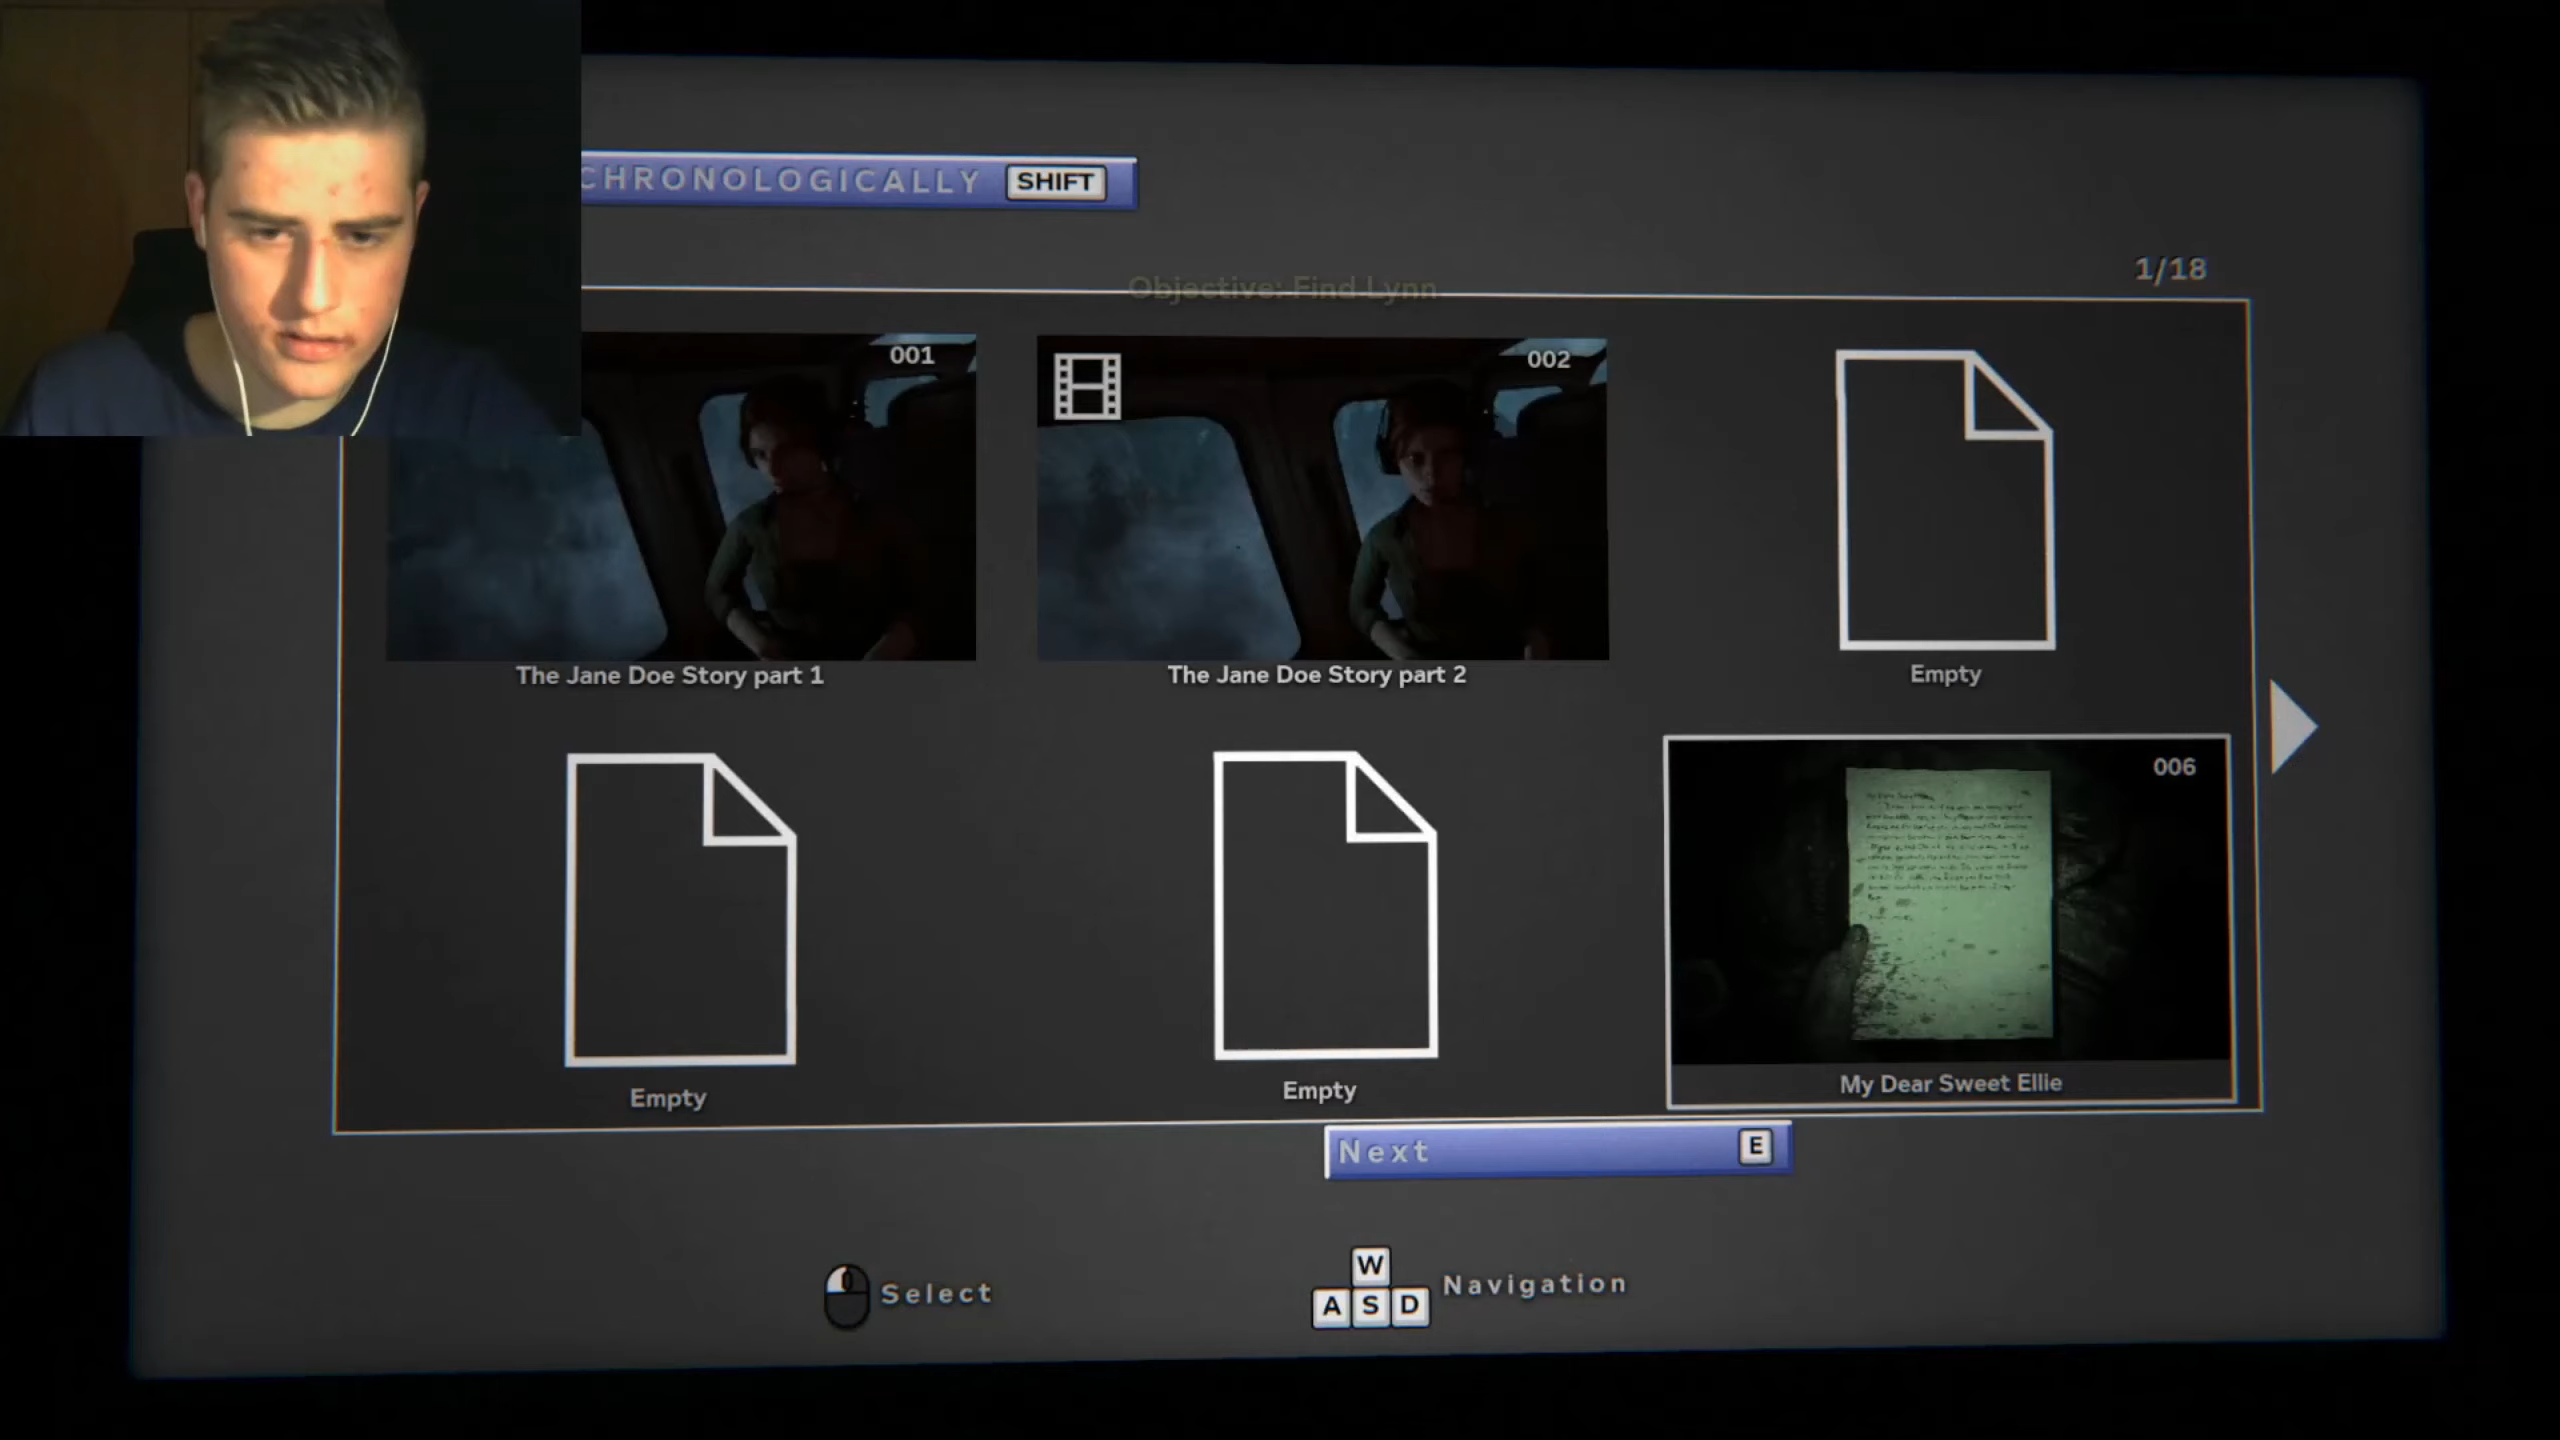 CHRONOLOGICALLY SHIFT
1/18
Objective: Find Lynn
001
002
The Jane Doe Story part 1
The Jane Doe Story part 2
Empty
006
Empty
Empty
My Dear Sweet Ellie
Next E
W
Select
A S D Navigation